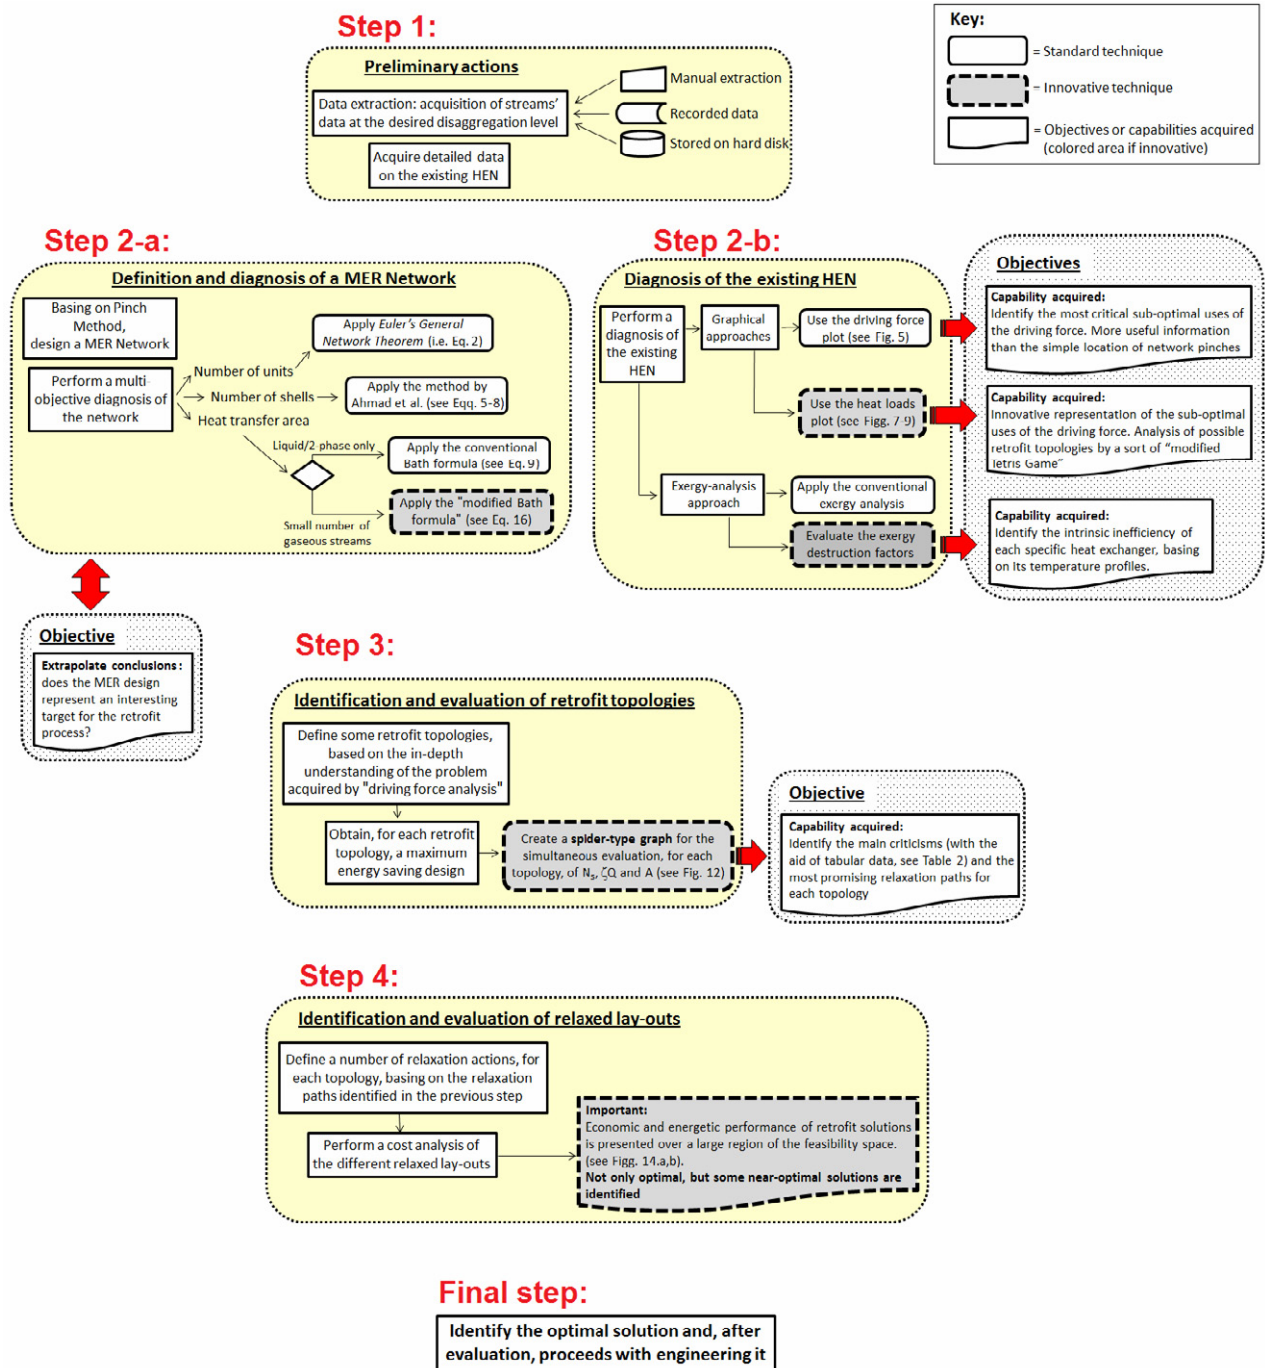 Step 1:
Preliminary actions
Data extraction: acquisition of streams'
data at the desired disaggregation level
Acquire detailed data
on the existing HEN
Manual extraction
Recorded data
Stored on hard disk
Key:
= Standard technique
= Innovative technique
= Objectives or capabilities acquired
(colored area if innovative)
Step 2-a:
Definition and diagnosis of a MER Network
Basing on Pinch
Method,
design a MER Network
Perform a multi-
objective diagnosis of
the network
Number of units
Number of shells
Heat transfer area
Apply Euler's General
Network Theorem (i.e. Eq. 2)
Apply the method by
Ahmad et al. (see Eqq. 5-8)
Liquid/2-phase only
Apply the conventional
Bath formula (see Eq. 9)
Apply the "modified Bath
formula" (see Eq. 16)
Small number of
gaseous streams
Objective
Extrapolate conclusions:
does the MER design
represent an interesting
target for the retrofit
process?
Step 2-b:
Diagnosis of the existing HEN
Perform a
diagnosis of
the existing
HEN
Graphical
approaches
Use the driving force
plot (see Fig. 5)
Use the heat loads
plot (see Figg. 7-9)
Exergy-analysis
approach
Apply the conventional
exergy analysis
Evaluate the exergy
destruction factors
Objectives
Capability acquired:
Identify the most critical sub-optimal uses of
the driving force. More useful information
than the simple location of network pinches
Capability acquired:
Innovative representation of the sub-optimal
uses of the driving force. Analysis of possible
retrofit topologies by a sort of "modified
Tetris Game"
Capability acquired:
Identify the intrinsic inefficiency of
each specific heat exchanger, basing
on its temperature profiles.
Step 3:
Identification and evaluation of retrofit topologies
Define some retrofit topologies,
based on the in-depth
understanding of the problem
acquired by "driving force analysis"
Obtain, for each retrofit
topology, a maximum
energy saving design
Create a spider-type graph for the
simultaneous evaluation, for each
topology, of Ns, ζQ and A (see Fig. 12)
Objective
Capability acquired:
Identify the main criticisms (with the
aid of tabular data, see Table 2) and the
most promising relaxation paths for
each topology
Step 4:
Identification and evaluation of relaxed lay-outs
Define a number of relaxation actions, for
each topology, basing on the relaxation
paths identified in the previous step
Perform a cost analysis of
the different relaxed lay-outs
Important:
Economic and energetic performance of retrofit solutions
is presented over a large region of the feasibility space.
(see Figg. 14.a,b).
Not only optimal, but some near-optimal solutions are
identified
Final step:
Identify the optimal solution and, after
evaluation, proceeds with engineering it